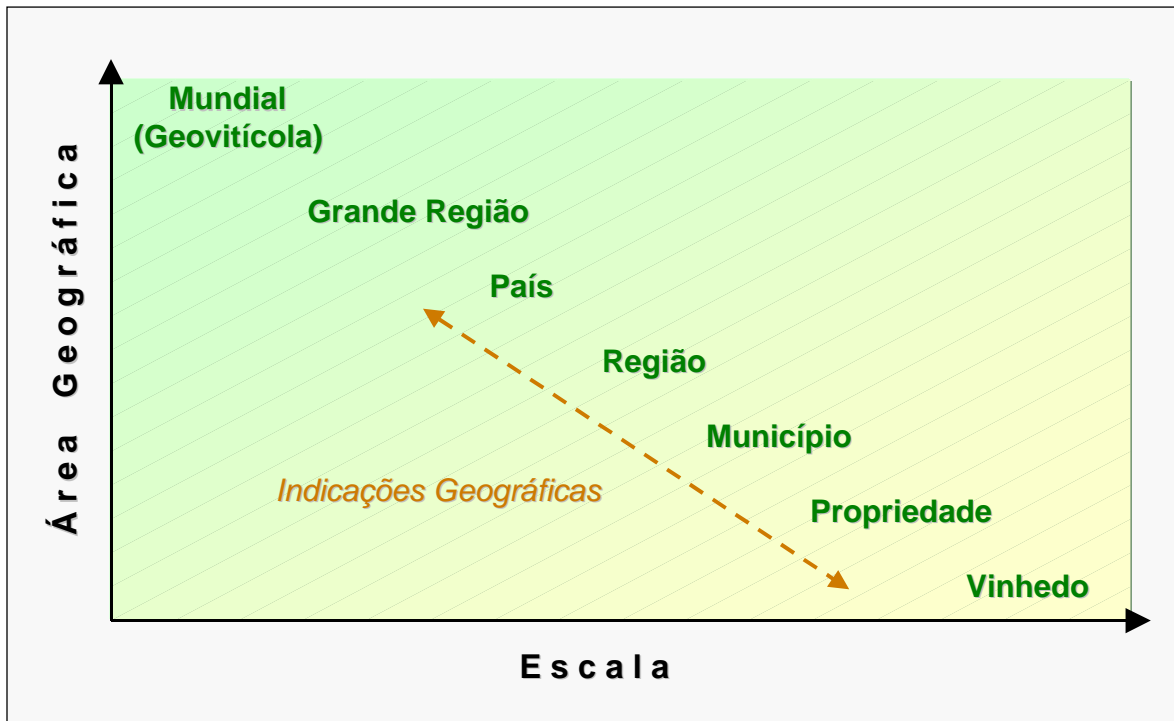 Mundial
(Geovitícola)
Grande Região
País
Região
Município
Indicações Geográficas
Propriedade
Vinhedo
Área Geográfica
Escala